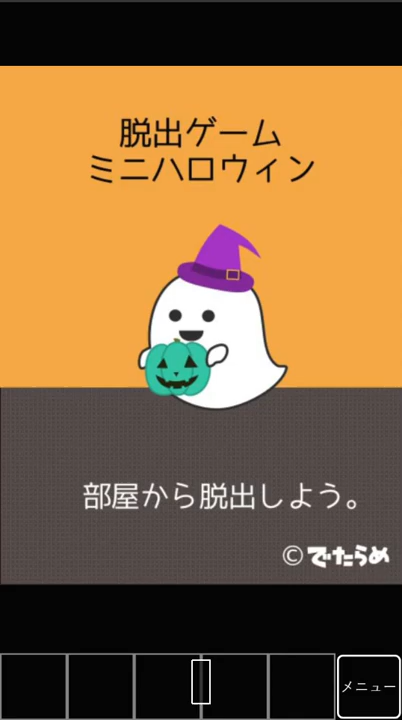 脱出ゲーム
ミニハロウィン
部屋から脱出しよう。
© でたらめ
メニュー